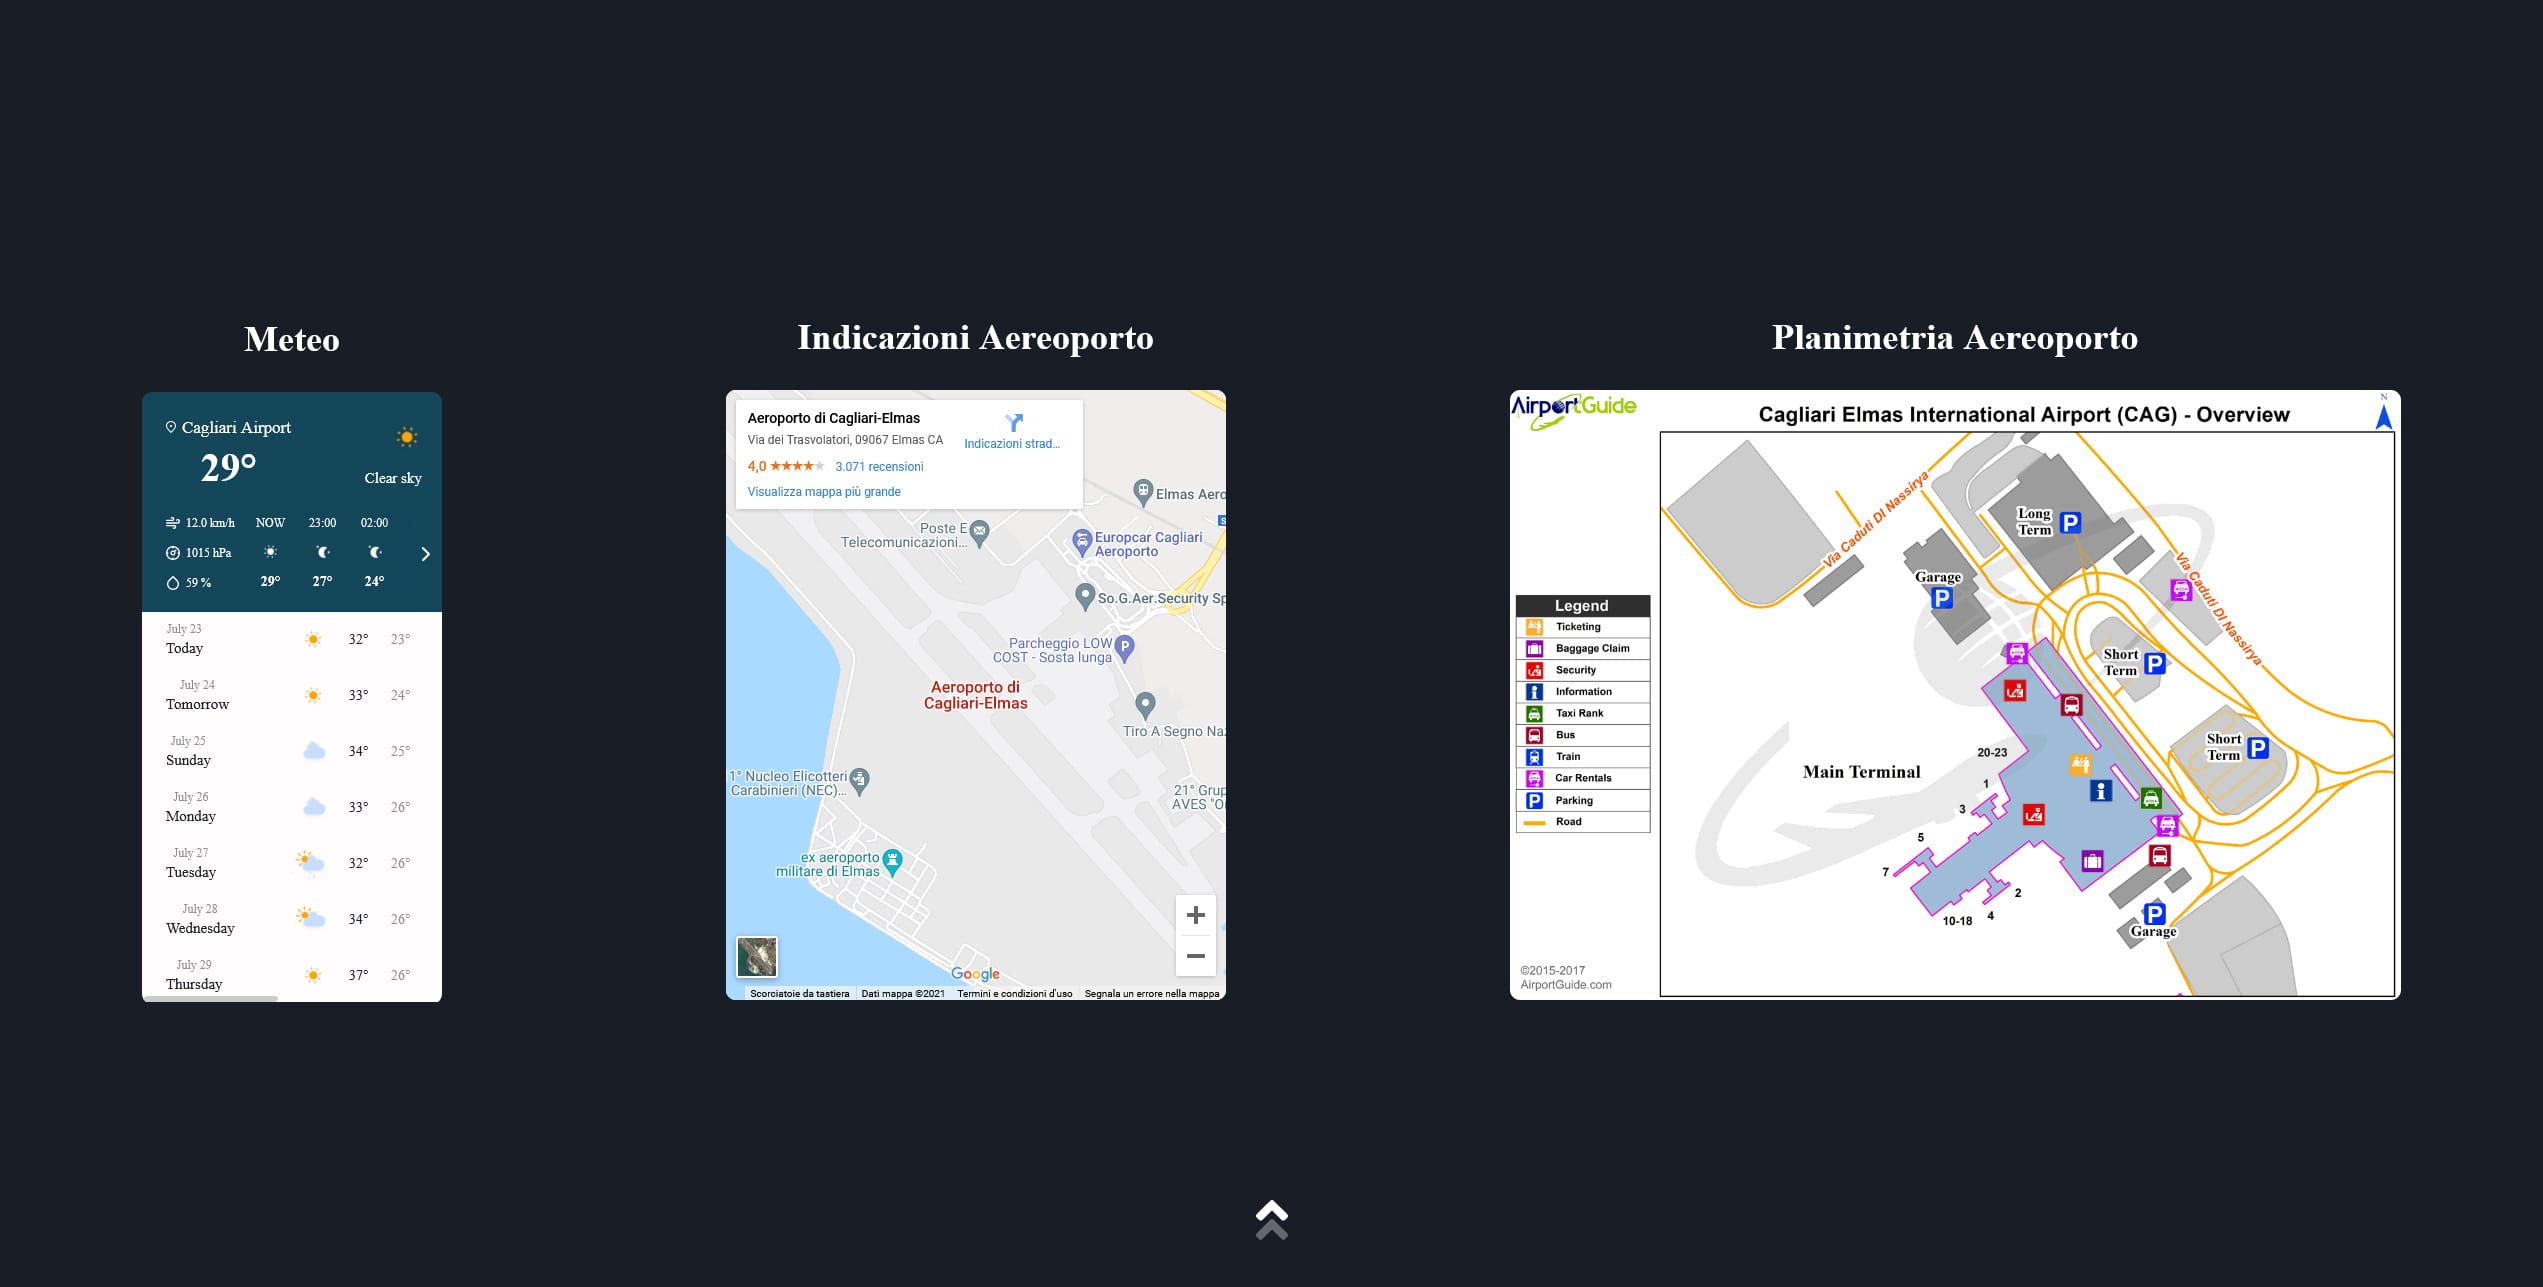 Meteo
Cagliari Airport
29°
Clear sky
12.0 km/h NOW 23:00 02:00
1015 hPa
59 % 29° 27° 24°
July 23
Today 32° 23°
July 24
Tomorrow 33° 24°
July 25
Sunday 34° 25°
July 26
Monday 33° 26°
July 27
Tuesday 32° 26°
July 28
Wednesday 34° 26°
July 29
Thursday 37° 26°
Indicazioni Aereoporto
Aeroporto di Cagliari-Elmas
Via dei Trasvolatori, 09067 Elmas CA
Indicazioni strad...
4,0 3.071 recensioni
Visualizza mappa più grande
Elmas Aero
S
Poste E
Telecomunicazioni...
Europcar Cagliari
Aeroporto
So.G.Aer.Security Sp
Parcheggio LOW
COST - Sosta lunga
P
Aeroporto di
Cagliari-Elmas
Tiro A Segno Naz
1° Nucleo Elicotteri
Carabinieri (NEC)...
21° Grup
AVES "O
ex aeroporto
militare di Elmas
Google
Scorciatoie da tastiera Dati mappa ©2021 Termini e condizioni d'uso Segnala un errore nella mappa
Planimetria Aereoporto
AirportGuide
Cagliari Elmas International Airport (CAG) - Overview
N
Legend
Ticketing
Baggage Claim
Security
Information
Taxi Rank
Bus
Train
Car Rentals
P Parking
Road
Via Caduti DI Nassirya
Long
Term P
Garage
P
Via Caduti DI Nassirya
Short
Term P
Short
Term P
20-23
Main Terminal
1
3
5
7
2
4
10-18
P
Garage
©2015-2017
AirportGuide.com